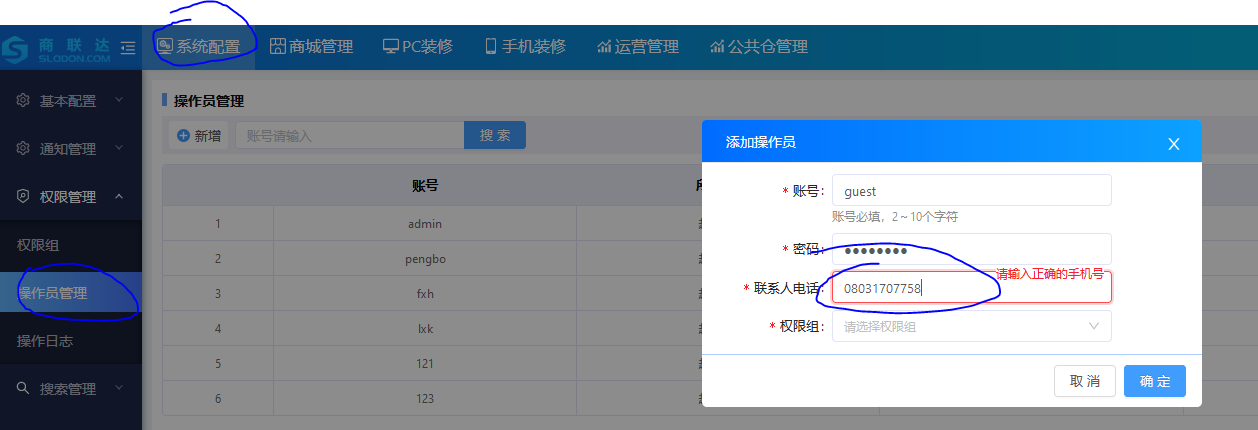 商联达
SLODON.COM
系统配置
商城管理
PC装修
手机装修
运营管理
公共仓管理
基本配置
通知管理
权限管理
权限组
操作员管理
操作日志
搜索管理
操作员管理
新增
账号请输入
搜 索
账号
1 admin
2 pengbo
3 fxh
4 lxk
5 121
6 123
添加操作员
* 账号: guest
账号必填，2～10个字符
* 密码: ●●●●●●●●
请输入正确的手机号
* 联系人电话: 08031707758
* 权限组: 请选择权限组
取 消
确 定